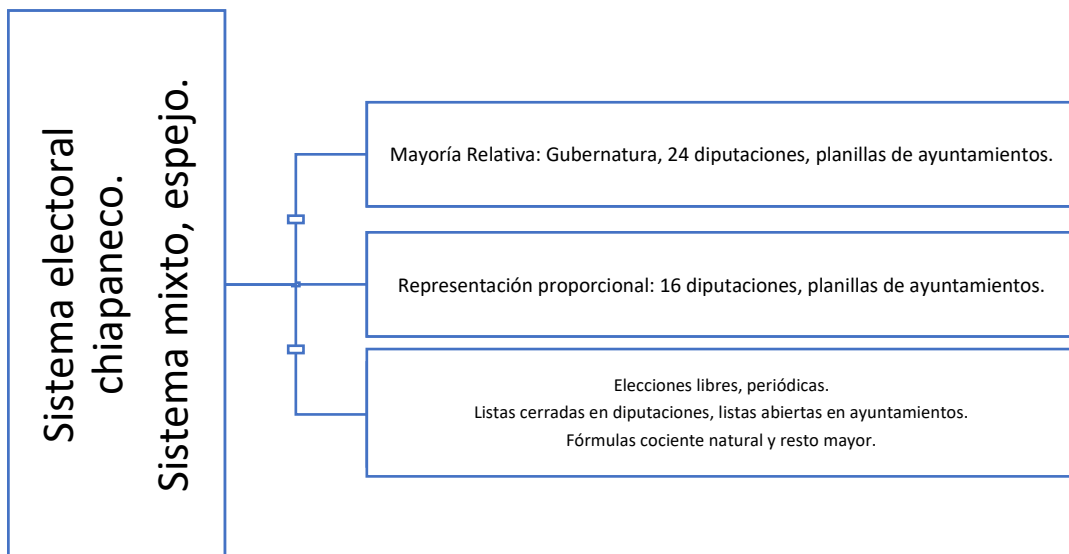 Sistema electoral
chiapaneco.
Sistema mixto, espejo.
Mayoría Relativa: Gubernatura, 24 diputaciones, planillas de ayuntamientos.
Representación proporcional: 16 diputaciones, planillas de ayuntamientos.
Elecciones libres, periódicas.
Listas cerradas en diputaciones, listas abiertas en ayuntamientos.
Fórmulas cociente natural y resto mayor.